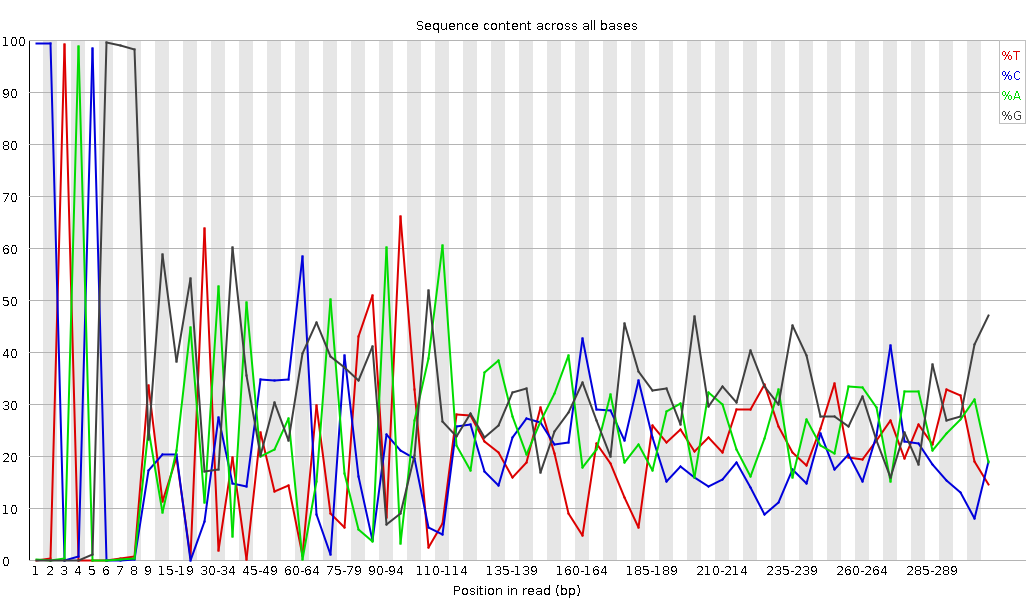 Sequence content across all bases
100
90
80
70
60
50
40
30
20
10
0
%T
%C
%A
%G
1 2 3 4 5 6 7 8 9 15-19 30-34 45-49 60-64 75-79 90-94 110-114 135-139 160-164 185-189 210-214 235-239 260-264 285-289
Position in read (bp)